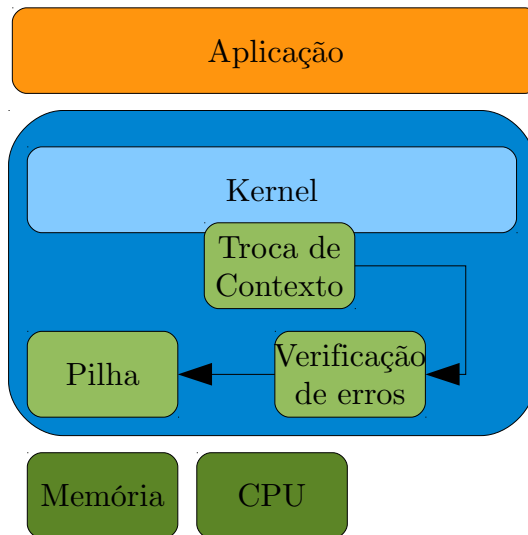 Aplicação
Kernel
Troca de
Contexto
Pilha
Verificação
de erros
Memória
CPU